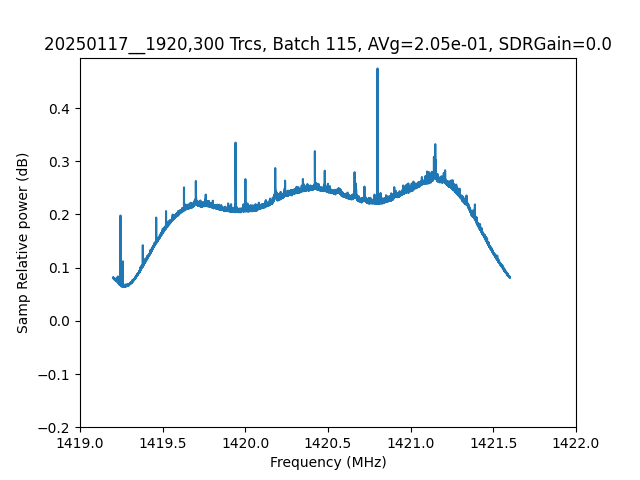 20250117__1920,300 Trcs, Batch 115, AVg=2.05e-01, SDRGain=0.0
Samp Relative power (dB)
0.4
0.3
0.2
0.1
0.0
−0.1
−0.2
1419.0 1419.5 1420.0 1420.5 1421.0 1421.5 1422.0
Frequency (MHz)